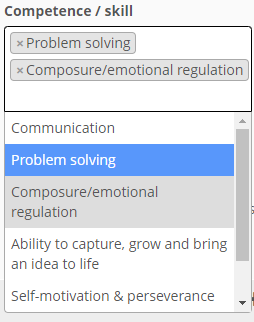 Competence / skill
× Problem solving
× Composure/emotional regulation
Communication
Problem solving
Composure/emotional
regulation
Ability to capture, grow and bring
an idea to life
Self-motivation & perseverance